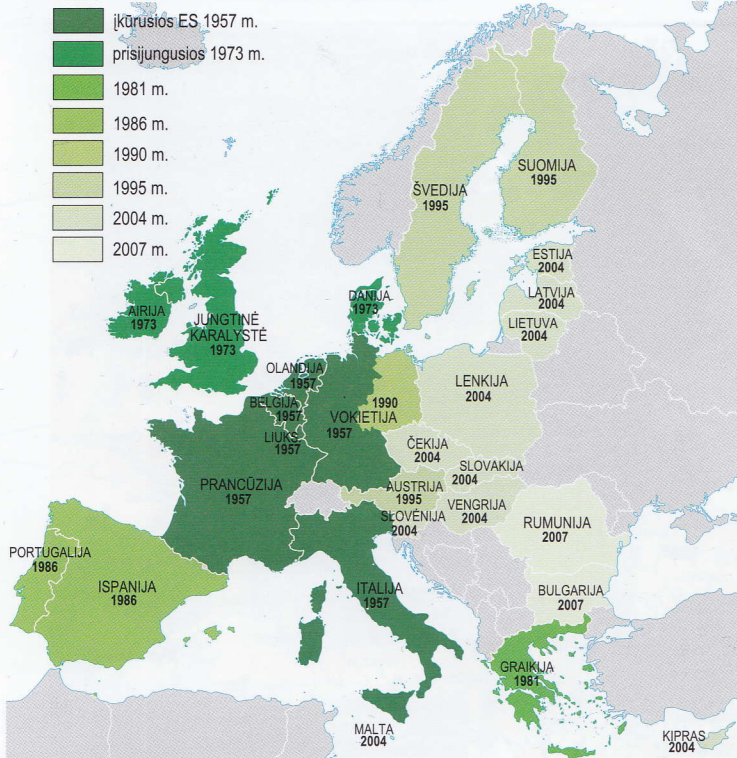 įkūrusios ES 1957 m.
prisijungusios 1973 m.
1981 m.
1986 m.
1990 m.
1995 m.
2004 m.
2007 m.
ŠVEDIJA
1995
SUOMIJA
1995
ESTIJA
2004
LATVIJA
2004
LIETUVA
2004
AIRIJA
1973
JUNGTINĖ
KARALYSTĖ
1973
DANIJA
1973
OLANDIJA
1957
BELGIJA
1957
LIUKS.
1957
VOKIETIJA
1957
1990
LENKIJA
2004
ČEKIJA
2004
SLOVAKIJA
2004
AUSTRIJA
1995
VENGRIJA
2004
SLOVĖNIJA
2004
PRANCŪZIJA
1957
RUMUNIJA
2007
BULGARIJA
2007
PORTUGALIJA
1986
ISPANIJA
1986
ITALIJA
1957
GRAIKIJA
1981
MALTA
2004
KIPRAS
2004